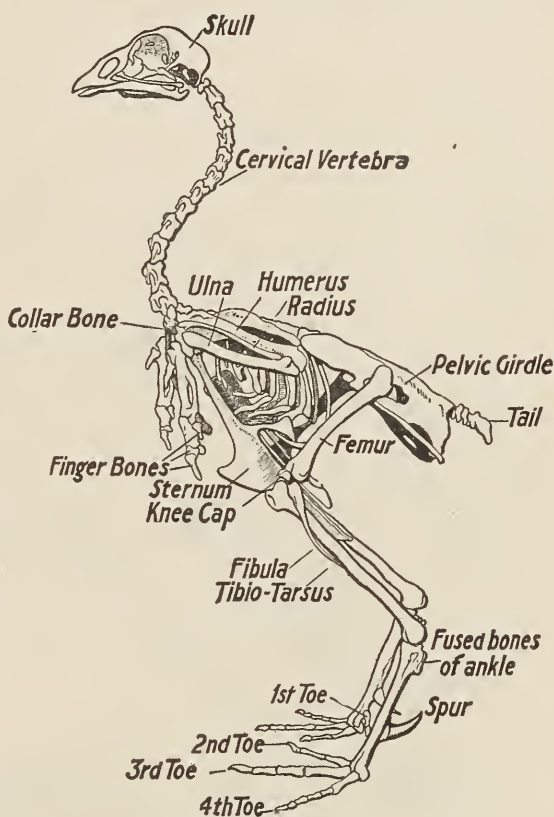 Skull
Cervical Vertebra
Ulna
Humerus
Radius
Collar Bone
Pelvic Girdle
Tail
Femur
Finger Bones
Sternum
Knee Cap
Fibula
Tibio-Tarsus
Fused bones
of ankle
1st Toe
Spur
2nd Toe
3rd Toe
4th Toe